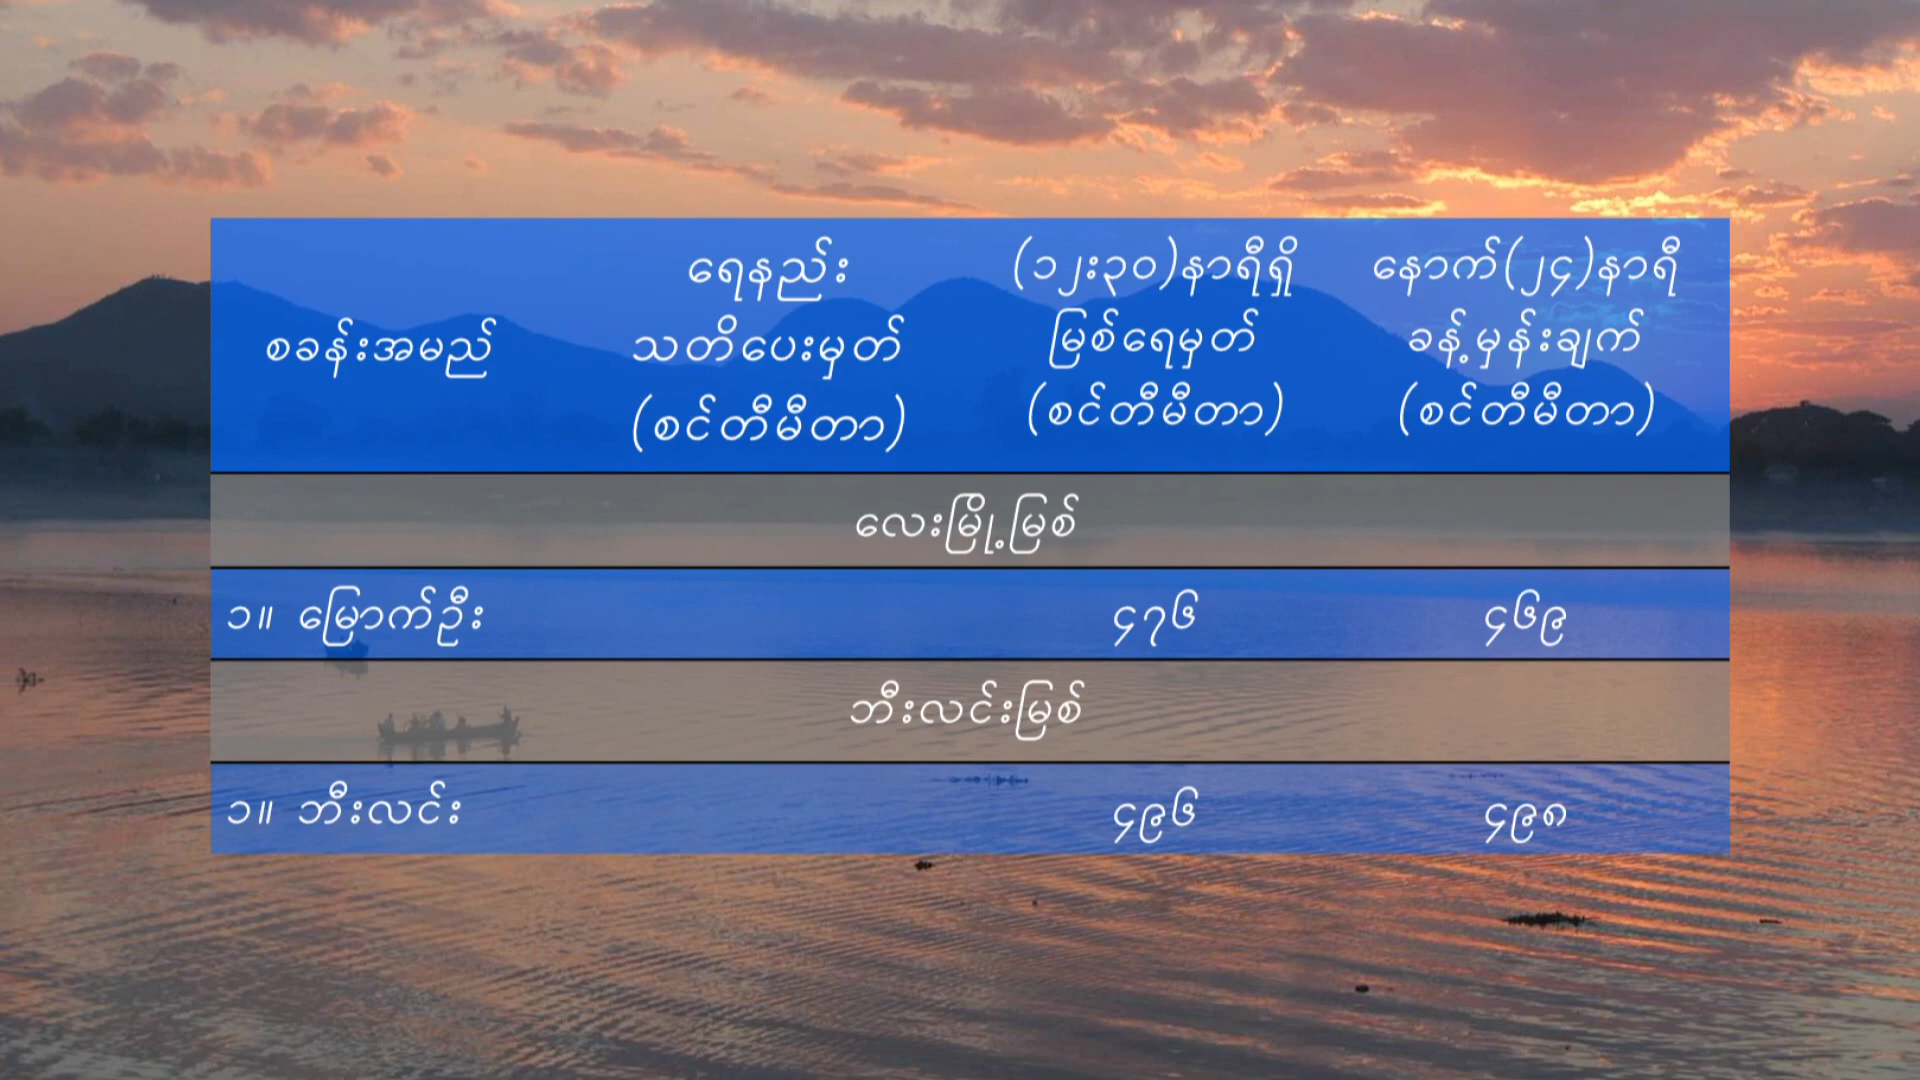 စခန်းအမည်
ရေနည်း
သတိပေးမှတ်
(စင်တီမီတာ)
(၁၂း၃၀)နာရီရှိ
မြစ်ရေမှတ်
(စင်တီမီတာ)
နောက်(၂၄)နာရီ
ခန့်မှန်းချက်
(စင်တီမီတာ)
လေးမြို့မြစ်
၁။ မြောက်ဦး ၄၇၆ ၄၆၉
ဘီးလင်းမြစ်
၁။ ဘီးလင်း ၄၉၆ ၄၉၈